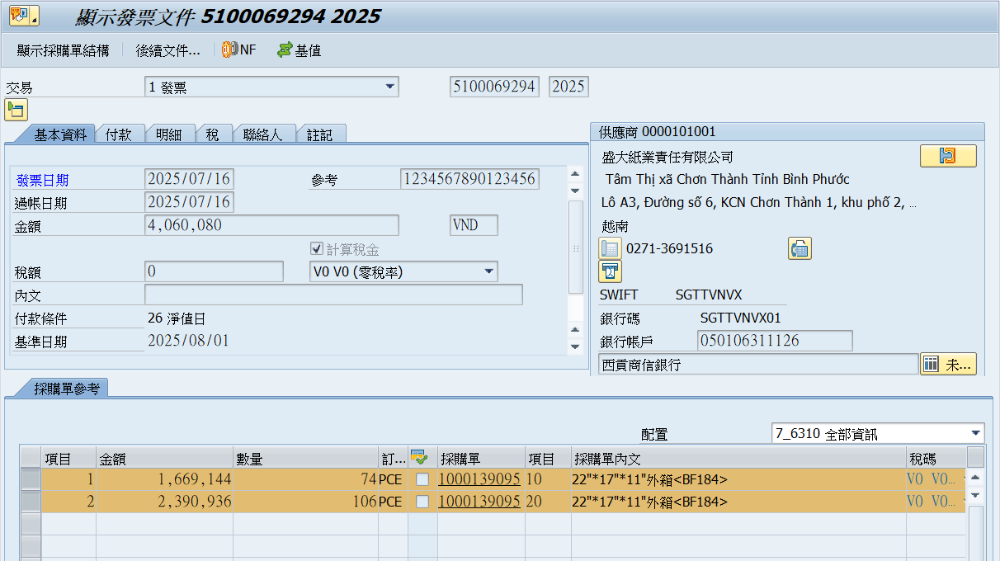 顯示發票文件 5100069294 2025
顯示採購單結構 後續文件... NF 基值
交易 1 發票 5100069294 2025
基本資料 付款 明細 稅 聯絡人 註記
發票日期 2025/07/16 參考 1234567890123456
過帳日期 2025/07/16
金額 4,060,080 VND
計算稅金
稅額 0 V0 V0 (零稅率)
內文
付款條件 26 淨值日
基準日期 2025/08/01
供應商 0000101001
盛大紙業責任有限公司
Tâm Thị xã Chơn Thành Tỉnh Bình Phước
Lô A3, Đường số 6, KCN Chơn Thành 1, khu phố 2, ...
越南
0271-3691516
SWIFT SGTTVNVX
銀行碼 SGTTVNVX01
銀行帳戶 050106311126
西貢商信銀行 未...
採購單參考
配置 7_6310 全部資訊
項目 金額 數量 訂... 採購單 項目 採購單內文 稅碼
1 1,669,144 74 PCE 1000139095 10 22"*17"*11"外箱<BF184> V0 V0...
2 2,390,936 106 PCE 1000139095 20 22"*17"*11"外箱<BF184> V0 V0...